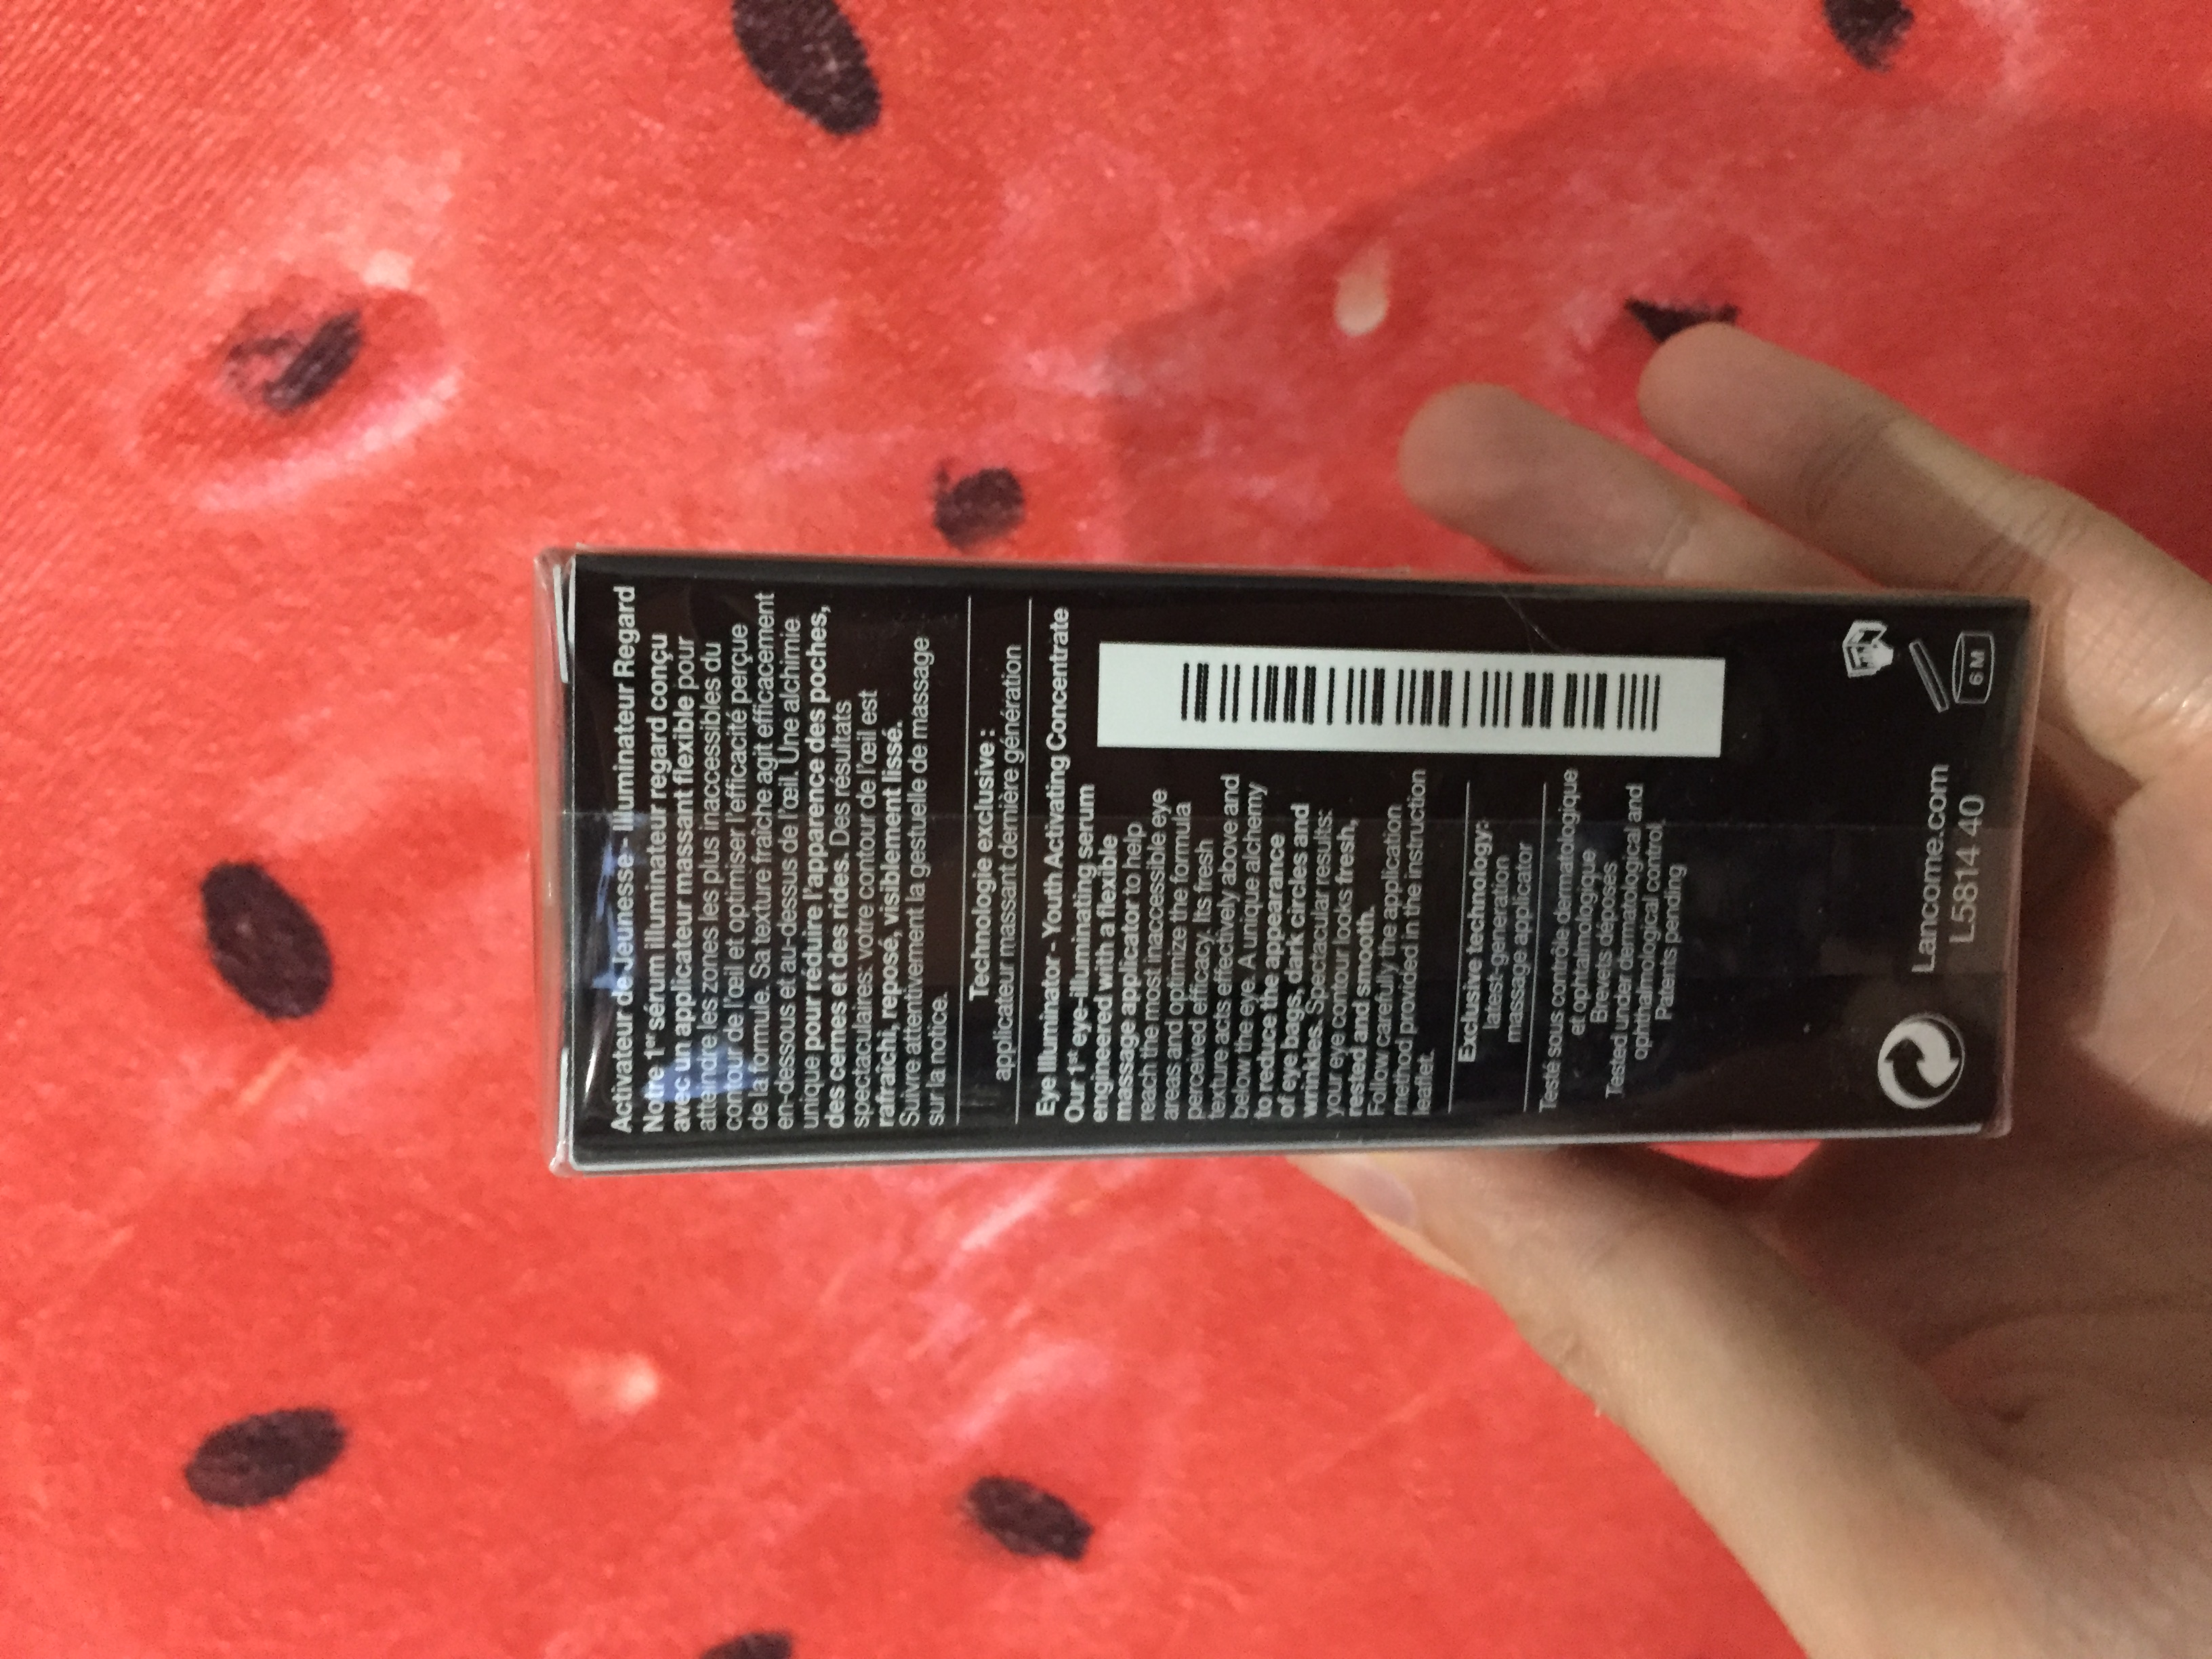 Activateur de Jeunesse - Illuminateur Regard
Notre 1er sérum illuminateur regard conçu
avec un applicateur massant flexible pour
atteindre les zones les plus inaccessibles du
contour de l'œil et optimiser l'efficacité perçue
de la formule. Sa texture fraîche agit efficacement
en-dessous et au-dessus de l'œil. Une alchimie
unique pour réduire l'apparence des poches,
des cernes et des rides. Des résultats
spectaculaires: votre contour de l'œil est
rafraîchi, reposé, visiblement lissé.
Suivre attentivement la gestuelle de massage
sur la notice.
Technologie exclusive :
applicateur massant dernière génération
Eye Illuminator - Youth Activating Concentrate
Our 1st eye-illuminating serum
engineered with a flexible
massage applicator to help
reach the most inaccessible eye
areas and optimize the formula
perceived efficacy. Its fresh
texture acts effectively above and
below the eye. A unique alchemy
to reduce the appearance
of eye bags, dark circles and
wrinkles. Spectacular results:
your eye contour looks fresh,
rested and smooth.
Follow carefully the application
method provided in the instruction
leaflet.
Exclusive technology:
latest-generation
massage applicator
Testé sous contrôle dermatologique
et ophtalmologique
Brevets déposés
Tested under dermatological and
ophthalmological control.
Patents pending
6 M
Lancome.com
L5814 40